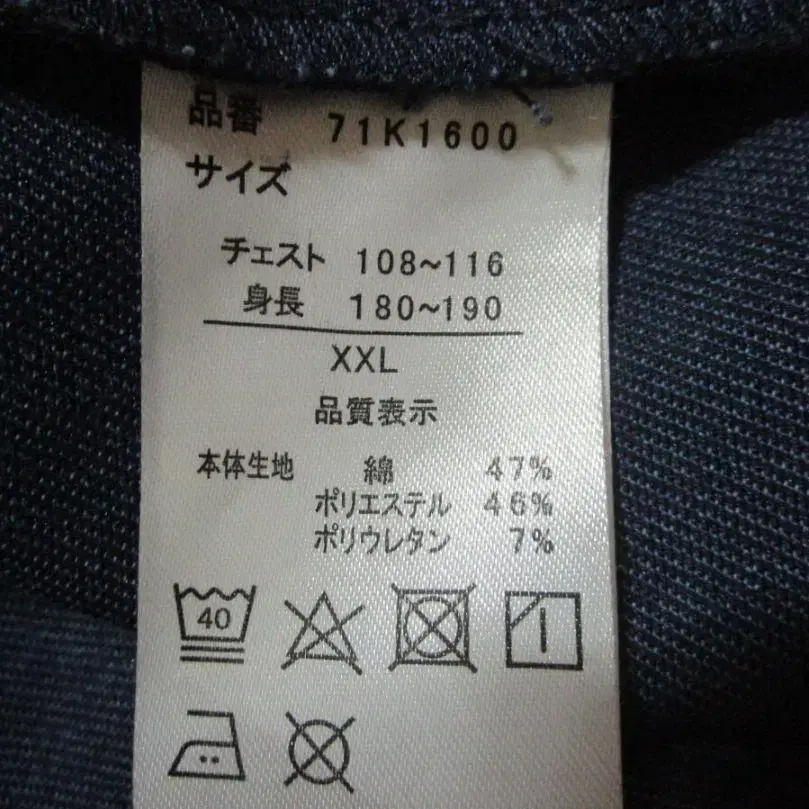 品番 71K1600
サイズ
チェスト 108~116
身長 180~190
XXL
品質表示
本体生地 綿 47%
ポリエステル 46%
ポリウレタン 7%
40